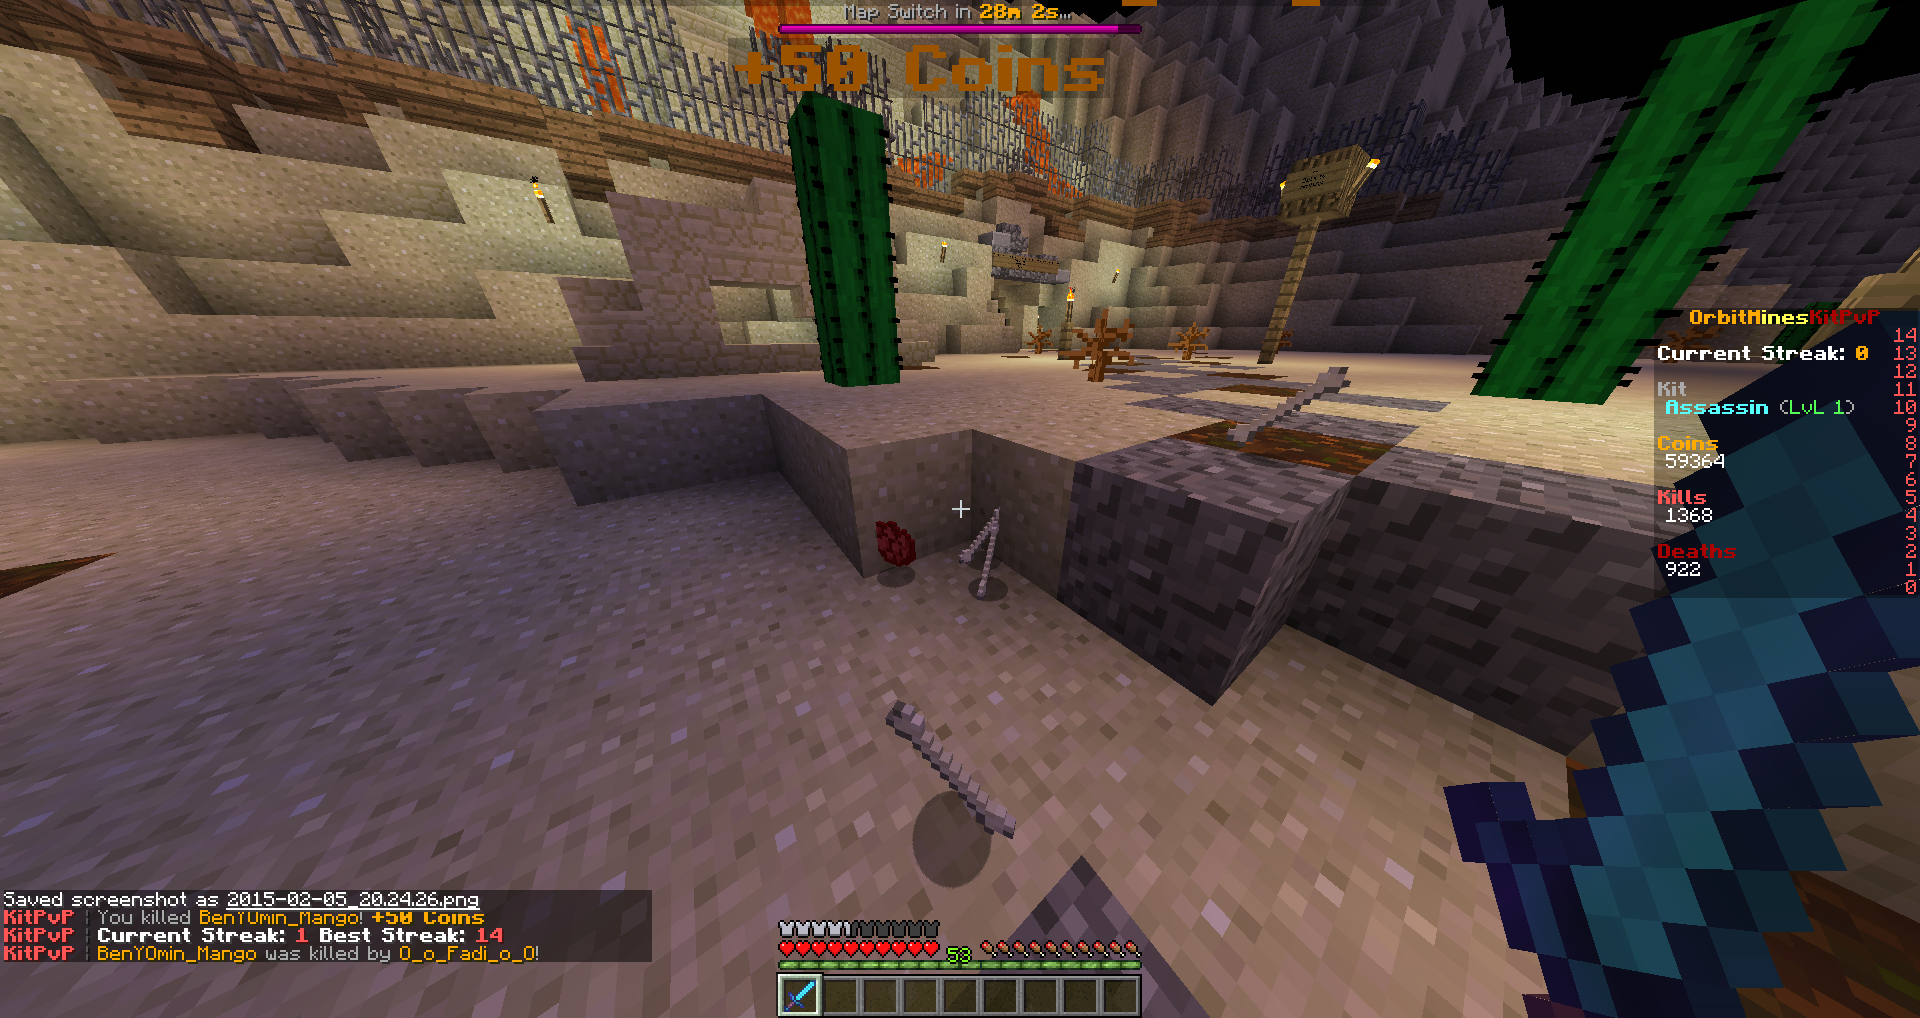 Map Switch in 28m 2s...
+50 Coins
OrbitMinesKitPvP
14
Current Streak: 0 13
12
Kit 11
Assassin (LvL 1) 10
9
Coins 8
59364 7
6
Kills 5
1368 4
3
Deaths 2
922 1
0
Saved screenshot as 2015-02-05_20.24.26.png
KitPvP | You killed BenYOmin_Mango! +50 Coins
KitPvP | Current Streak: 1 Best Streak: 14
KitPvP | BenYOmin_Mango was killed by O_o_Fadi_o_O!
53